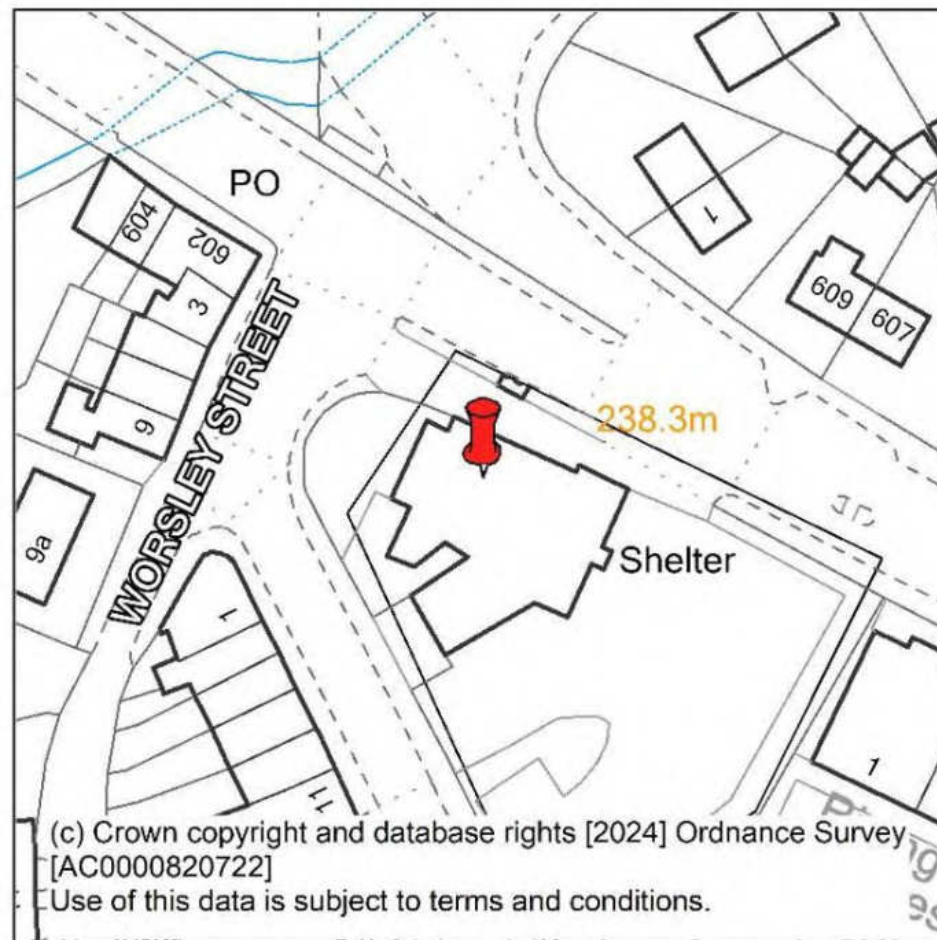 PO
604
602
3
9
WORSLEY STREET
9a
1
609
607
238.3m
Shelter
1
11
1
(c) Crown copyright and database rights [2024] Ordnance Survey
[AC0000820722]
Use of this data is subject to terms and conditions.